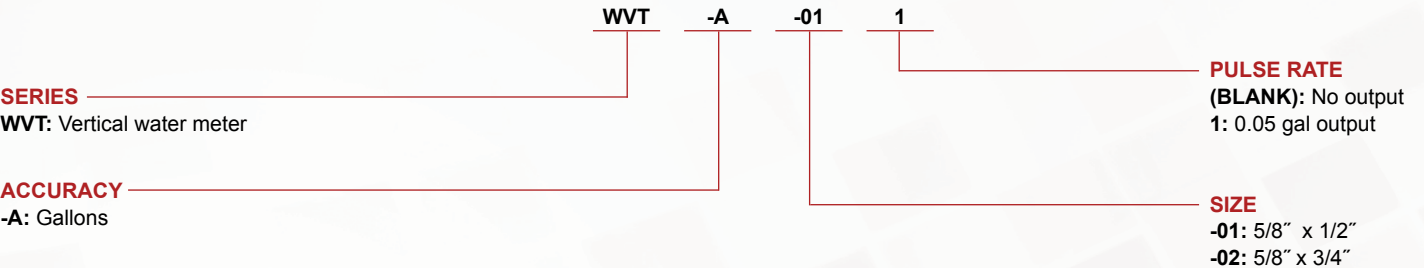 WVT -A -01 1
SERIES
WVT: Vertical water meter
ACCURACY
-A: Gallons
PULSE RATE
(BLANK): No output
1: 0.05 gal output
SIZE
-01: 5/8˝ x 1/2˝
-02: 5/8˝ x 3/4˝